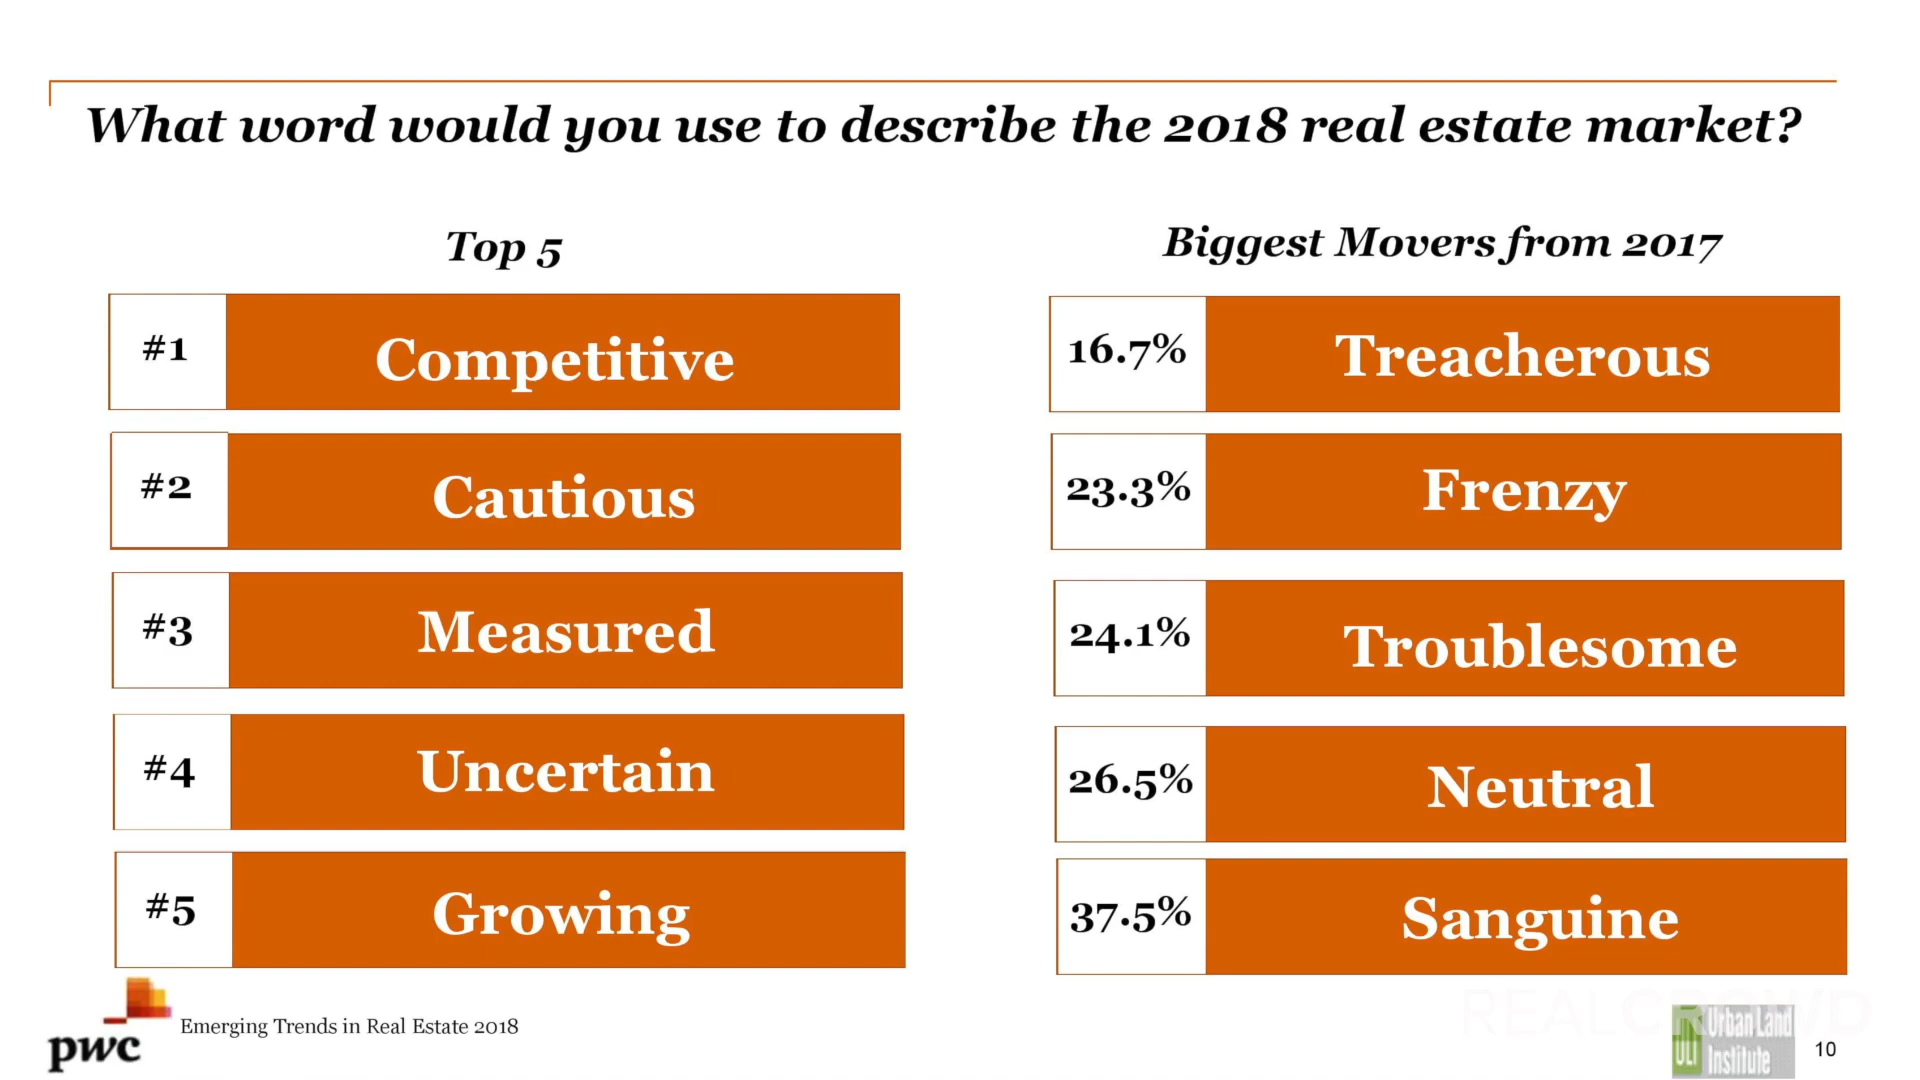 What word would you use to describe the 2018 real estate market?
Top 5
#1 Competitive
#2 Cautious
#3 Measured
#4 Uncertain
#5 Growing
Biggest Movers from 2017
16.7% Treacherous
23.3% Frenzy
24.1% Troublesome
26.5% Neutral
37.5% Sanguine
pwc
Emerging Trends in Real Estate 2018
REALCROWD
ULI Urban Land
Institute
10